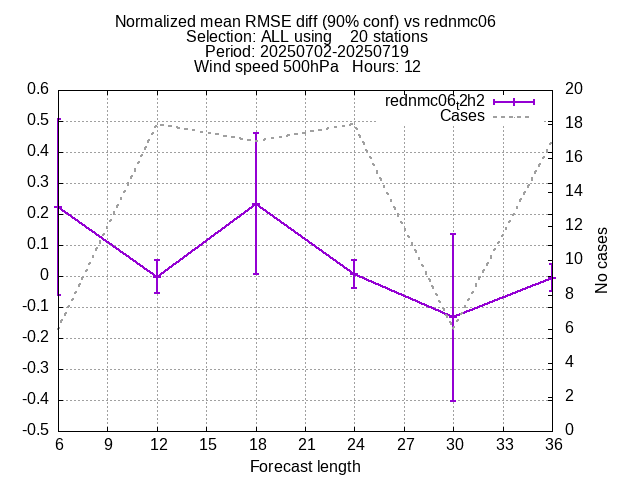 Normalized mean RMSE diff (90% conf) vs rednmc06
Selection: ALL using    20 stations
Period: 20250702-20250719
Wind speed 500hPa   Hours: 12
rednmc06_t2h2
Cases
0.6
0.5
0.4
0.3
0.2
0.1
0
-0.1
-0.2
-0.3
-0.4
-0.5
20
18
16
14
12
10
8
6
4
2
0
No cases
6 9 12 15 18 21 24 27 30 33 36
Forecast length